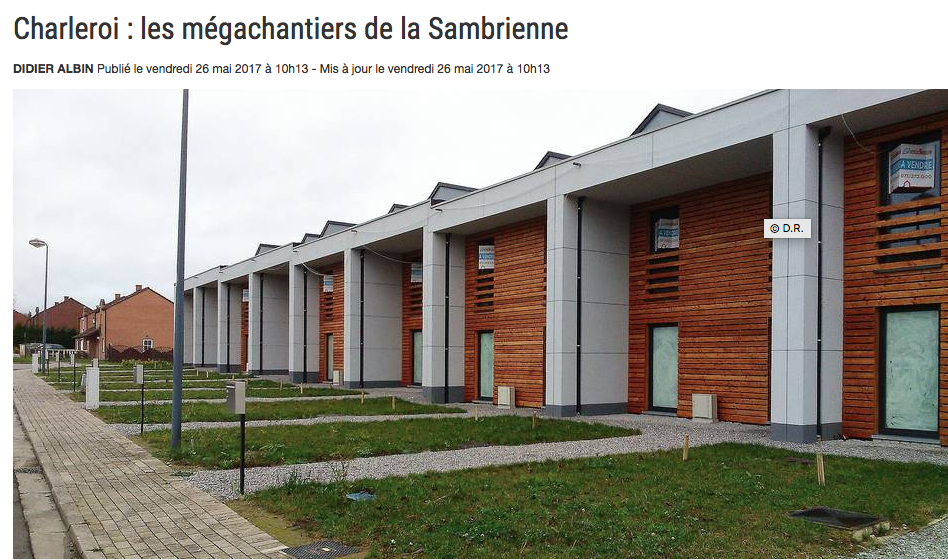 Charleroi : les mégachantiers de la Sambrienne
DIDIER ALBIN Publié le vendredi 26 mai 2017 à 10h13 - Mis à jour le vendredi 26 mai 2017 à 10h13
A VENDRE
© D.R.
A VENDRE